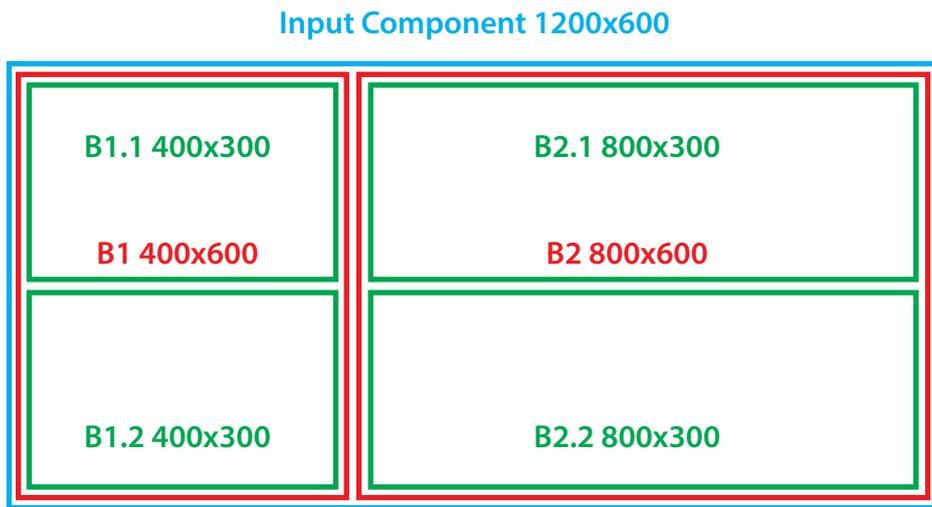 Input Component 1200x600
B1.1 400x300
B2.1 800x300
B1 400x600
B2 800x600
B1.2 400x300
B2.2 800x300